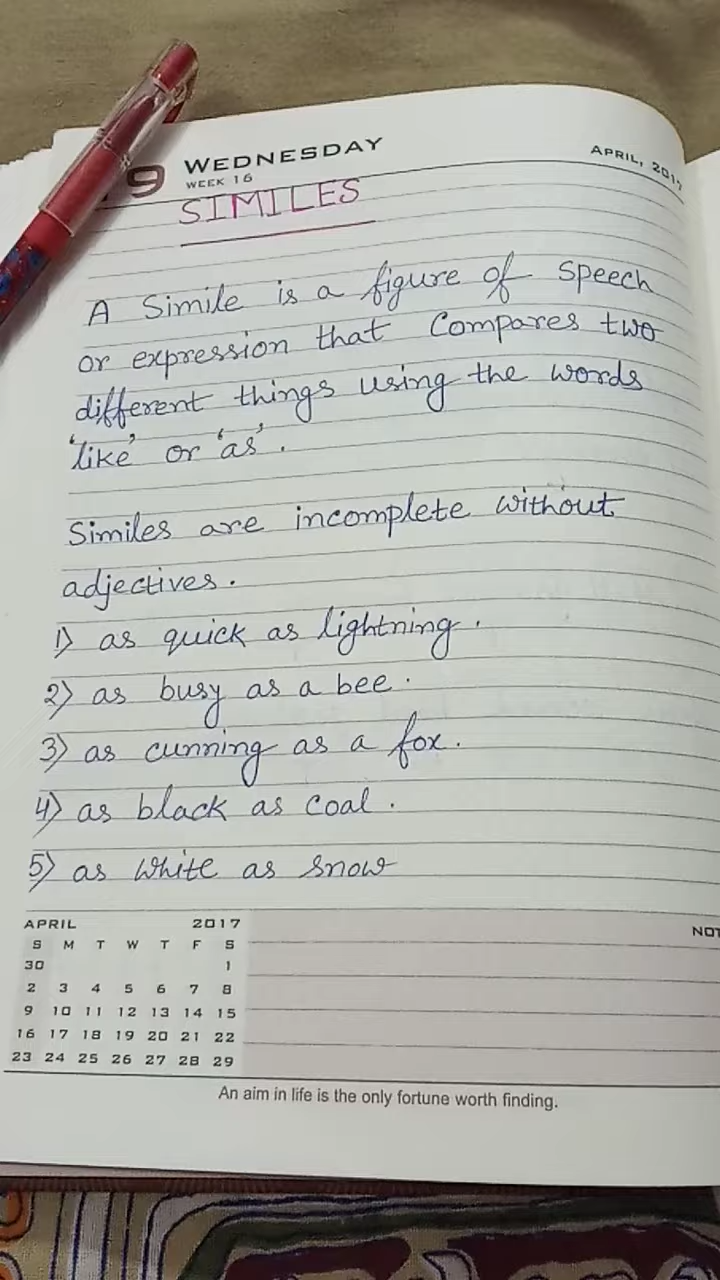 9 WEDNESDAY
WEEK 16
APRIL, 2017
SIMILES
A Simile is a figure of speech
or expression that Compares two
different things using the words
'like' or 'as'.
Similes are incomplete without
adjectives.
1) as quick as lightning.
2) as busy as a bee.
3) as cunning as a fox.
4) as black as coal.
5) as white as snow
APRIL 2017
S M T W T F S
30 1
2 3 4 5 6 7 8
9 10 11 12 13 14 15
16 17 18 19 20 21 22
23 24 25 26 27 28 29
NOT
An aim in life is the only fortune worth finding.